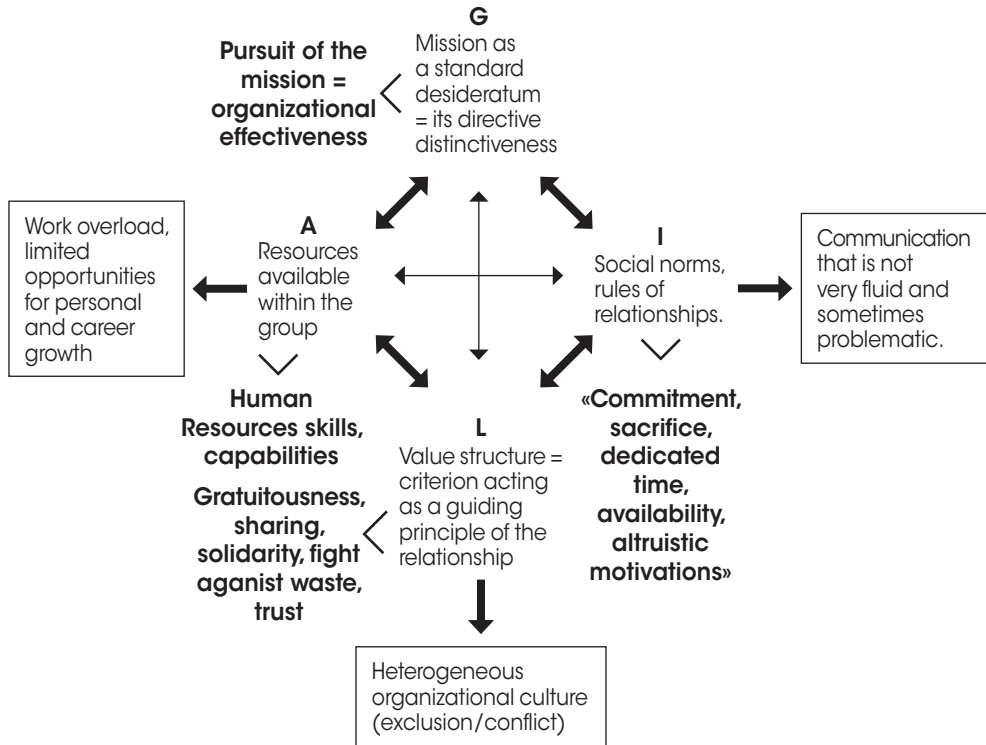 G
Mission as
a standard
desideratum
= its directive
distinctiveness
Pursuit of the
mission =
organizational
effectiveness
Work overload,
limited
opportunities
for personal
and career
growth
A
Resources
available
within the
group
I
Social norms,
rules of
relationships.
Communication
that is not
very fluid and
sometimes
problematic.
Human
Resources skills,
capabilities
«Commitment,
sacrifice,
dedicated
time,
availability,
altruistic
motivations»
L
Value structure =
criterion acting
as a guiding
principle of the
relationship
Gratuitousness,
sharing,
solidarity, fight
aganist waste,
trust
Heterogeneous
organizational culture
(exclusion/conflict)